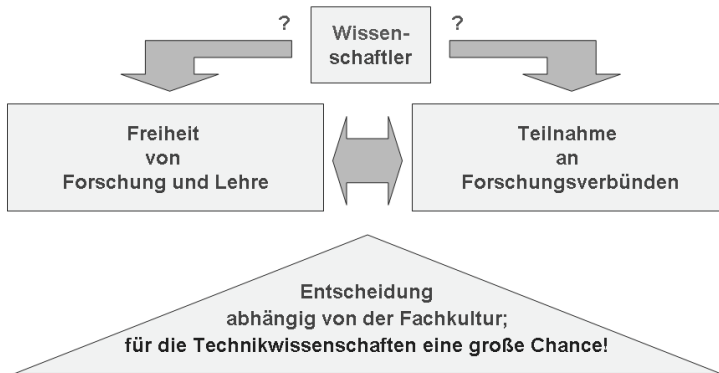 ?
Wissen-
schaftler
?
Freiheit
von
Forschung und Lehre
Teilnahme
an
Forschungsverbünden
Entscheidung
abhängig von der Fachkultur;
für die Technikwissenschaften eine große Chance!